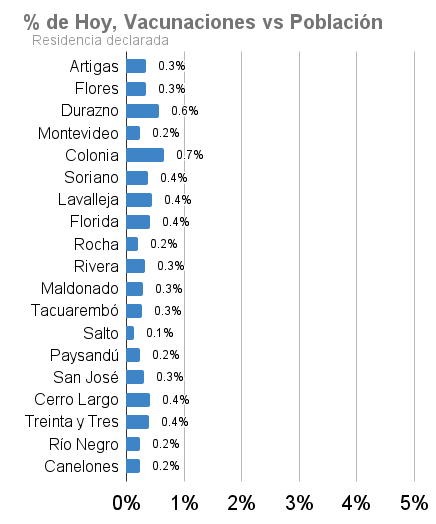 % de Hoy, Vacunaciones vs Población
Residencia declarada
Artigas 0.3%
Flores 0.3%
Durazno 0.6%
Montevideo 0.2%
Colonia 0.7%
Soriano 0.4%
Lavalleja 0.4%
Florida 0.4%
Rocha 0.2%
Rivera 0.3%
Maldonado 0.3%
Tacuarembó 0.3%
Salto 0.1%
Paysandú 0.2%
San José 0.3%
Cerro Largo 0.4%
Treinta y Tres 0.4%
Río Negro 0.2%
Canelones 0.2%
0% 1% 2% 3% 4% 5%